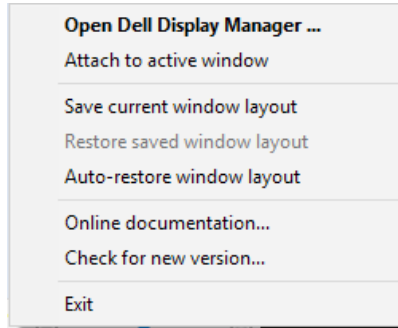 Open Dell Display Manager ...
Attach to active window
Save current window layout
Restore saved window layout
Auto-restore window layout
Online documentation...
Check for new version...
Exit